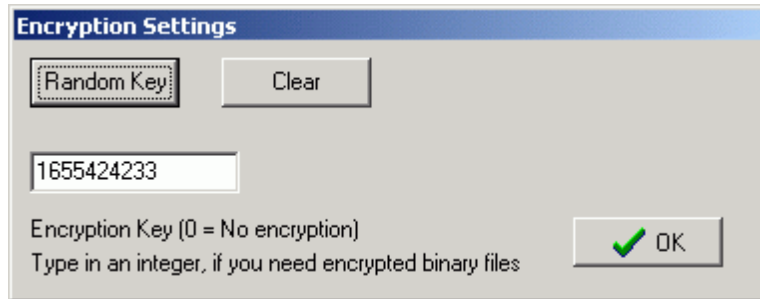 Encryption Settings
Random Key Clear
1655424233
Encryption Key (0 = No encryption)
Type in an integer, if you need encrypted binary files
OK